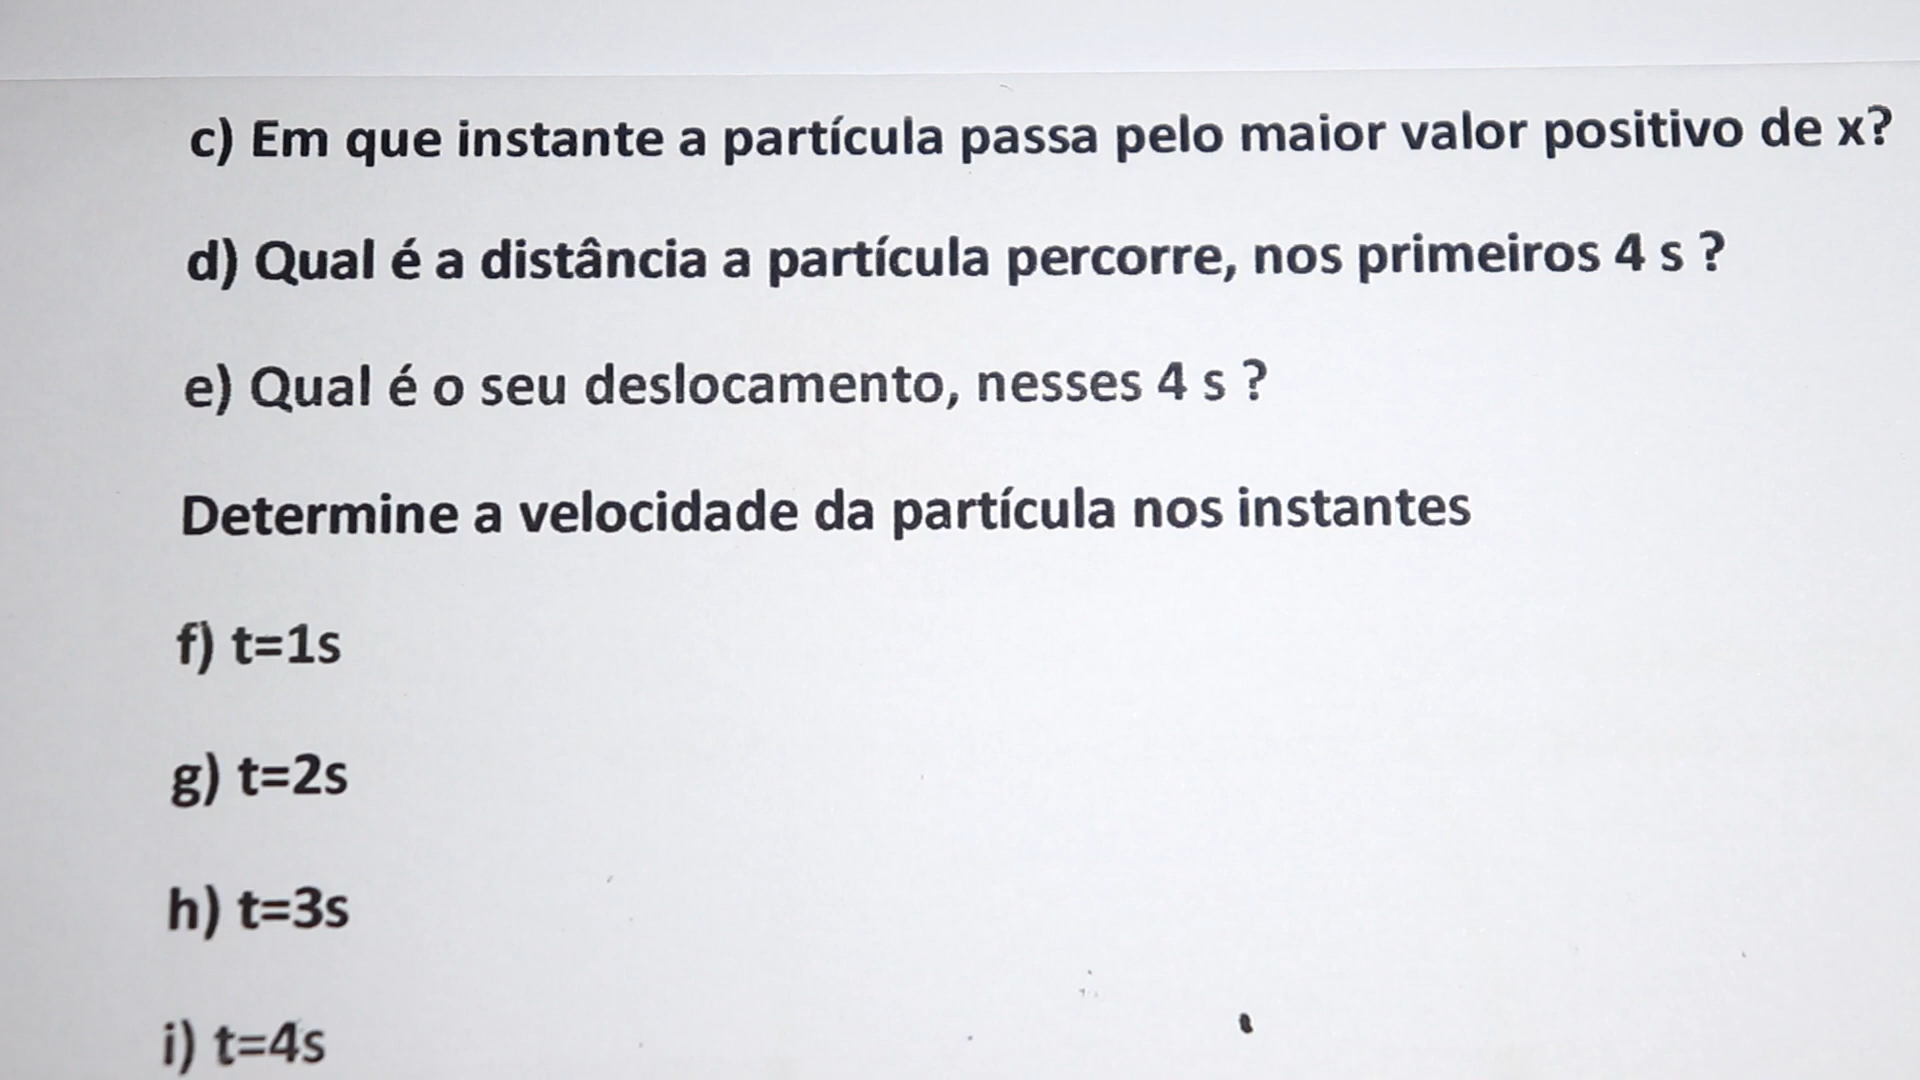 c) Em que instante a partícula passa pelo maior valor positivo de x?
d) Qual é a distância a partícula percorre, nos primeiros 4 s ?
e) Qual é o seu deslocamento, nesses 4 s ?
Determine a velocidade da partícula nos instantes
f) t=1s
g) t=2s
h) t=3s
i) t=4s